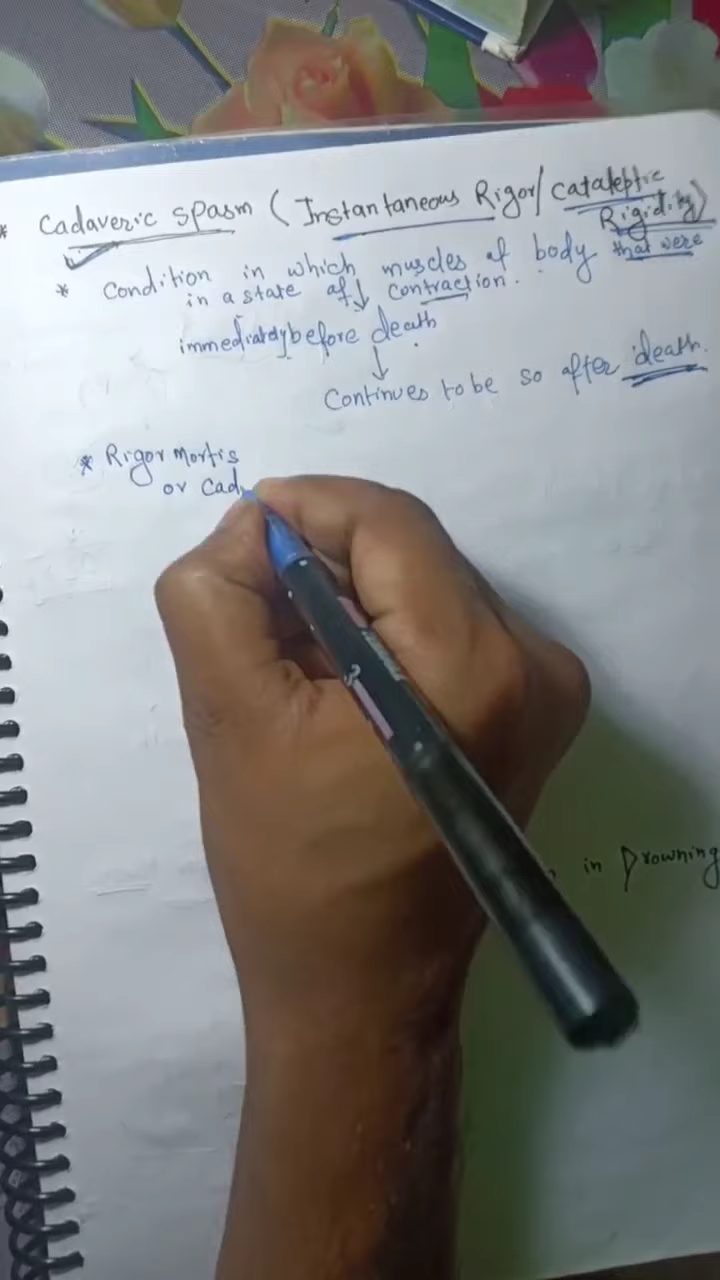 * Cadaveric spasm ( Instantaneous Rigor/ cataleptic
Rigidity)
* Condition in which muscles of body that were
in a state of contraction.
immediately before death
Continues to be so after death.
* Rigor mortis
or Cad
in Drowning